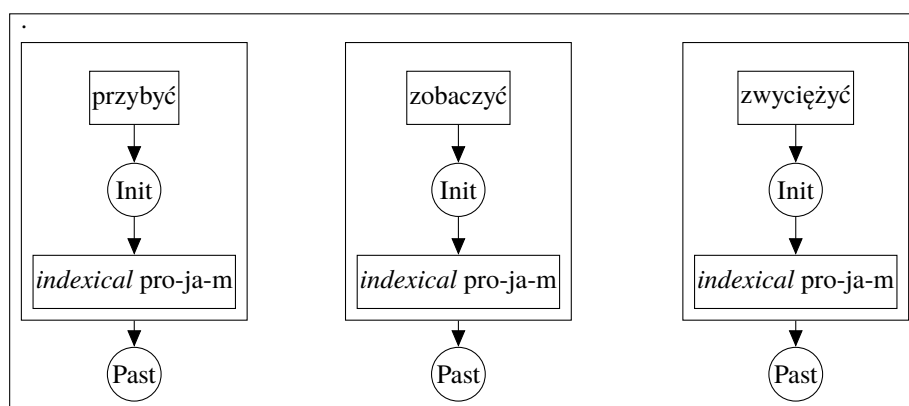 .
przybyć zobaczyć zwyciężyć
Init Init Init
indexical pro-ja-m indexical pro-ja-m indexical pro-ja-m
Past Past Past